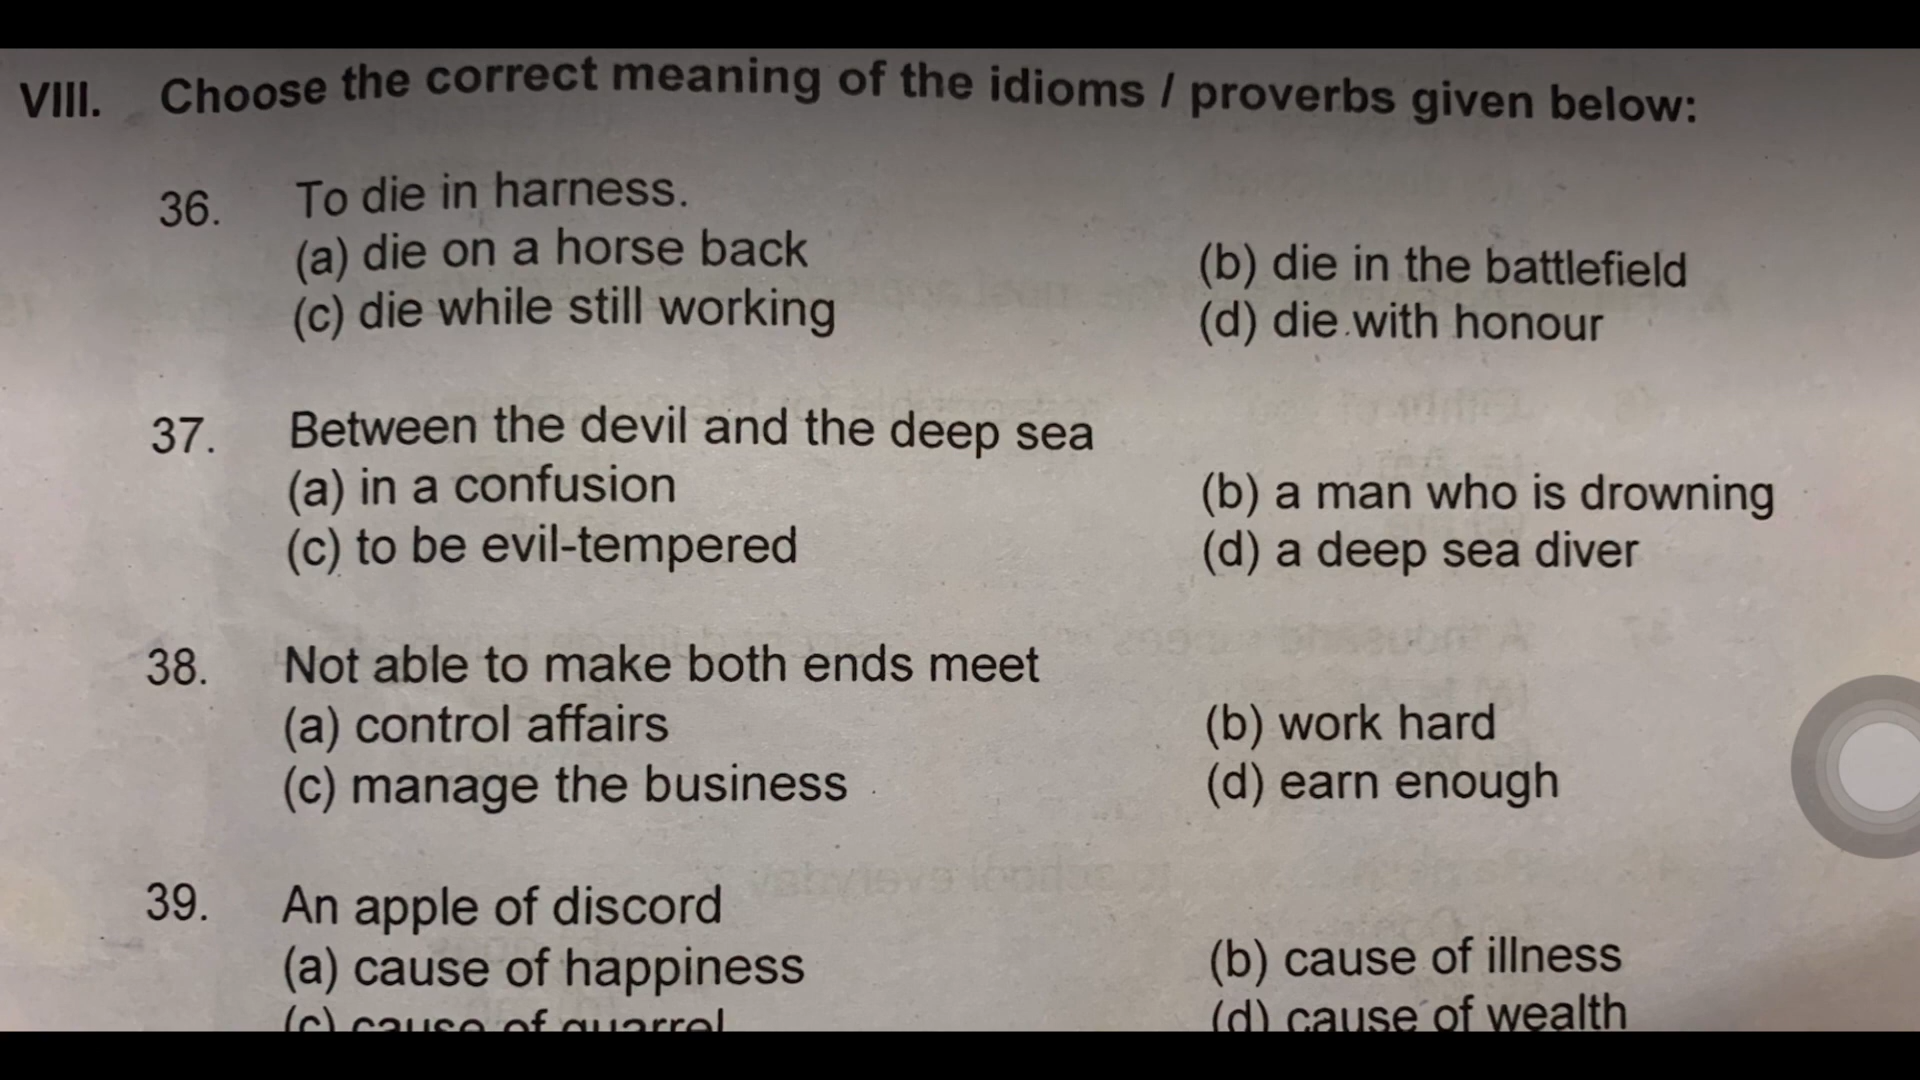 VIII. Choose the correct meaning of the idioms / proverbs given below:
36. To die in harness.
(a) die on a horse back (b) die in the battlefield
(c) die while still working (d) die with honour
37. Between the devil and the deep sea
(a) in a confusion (b) a man who is drowning
(c) to be evil-tempered (d) a deep sea diver
38. Not able to make both ends meet
(a) control affairs (b) work hard
(c) manage the business (d) earn enough
39. An apple of discord
(a) cause of happiness (b) cause of illness
(c) cause of quarrel (d) cause of wealth